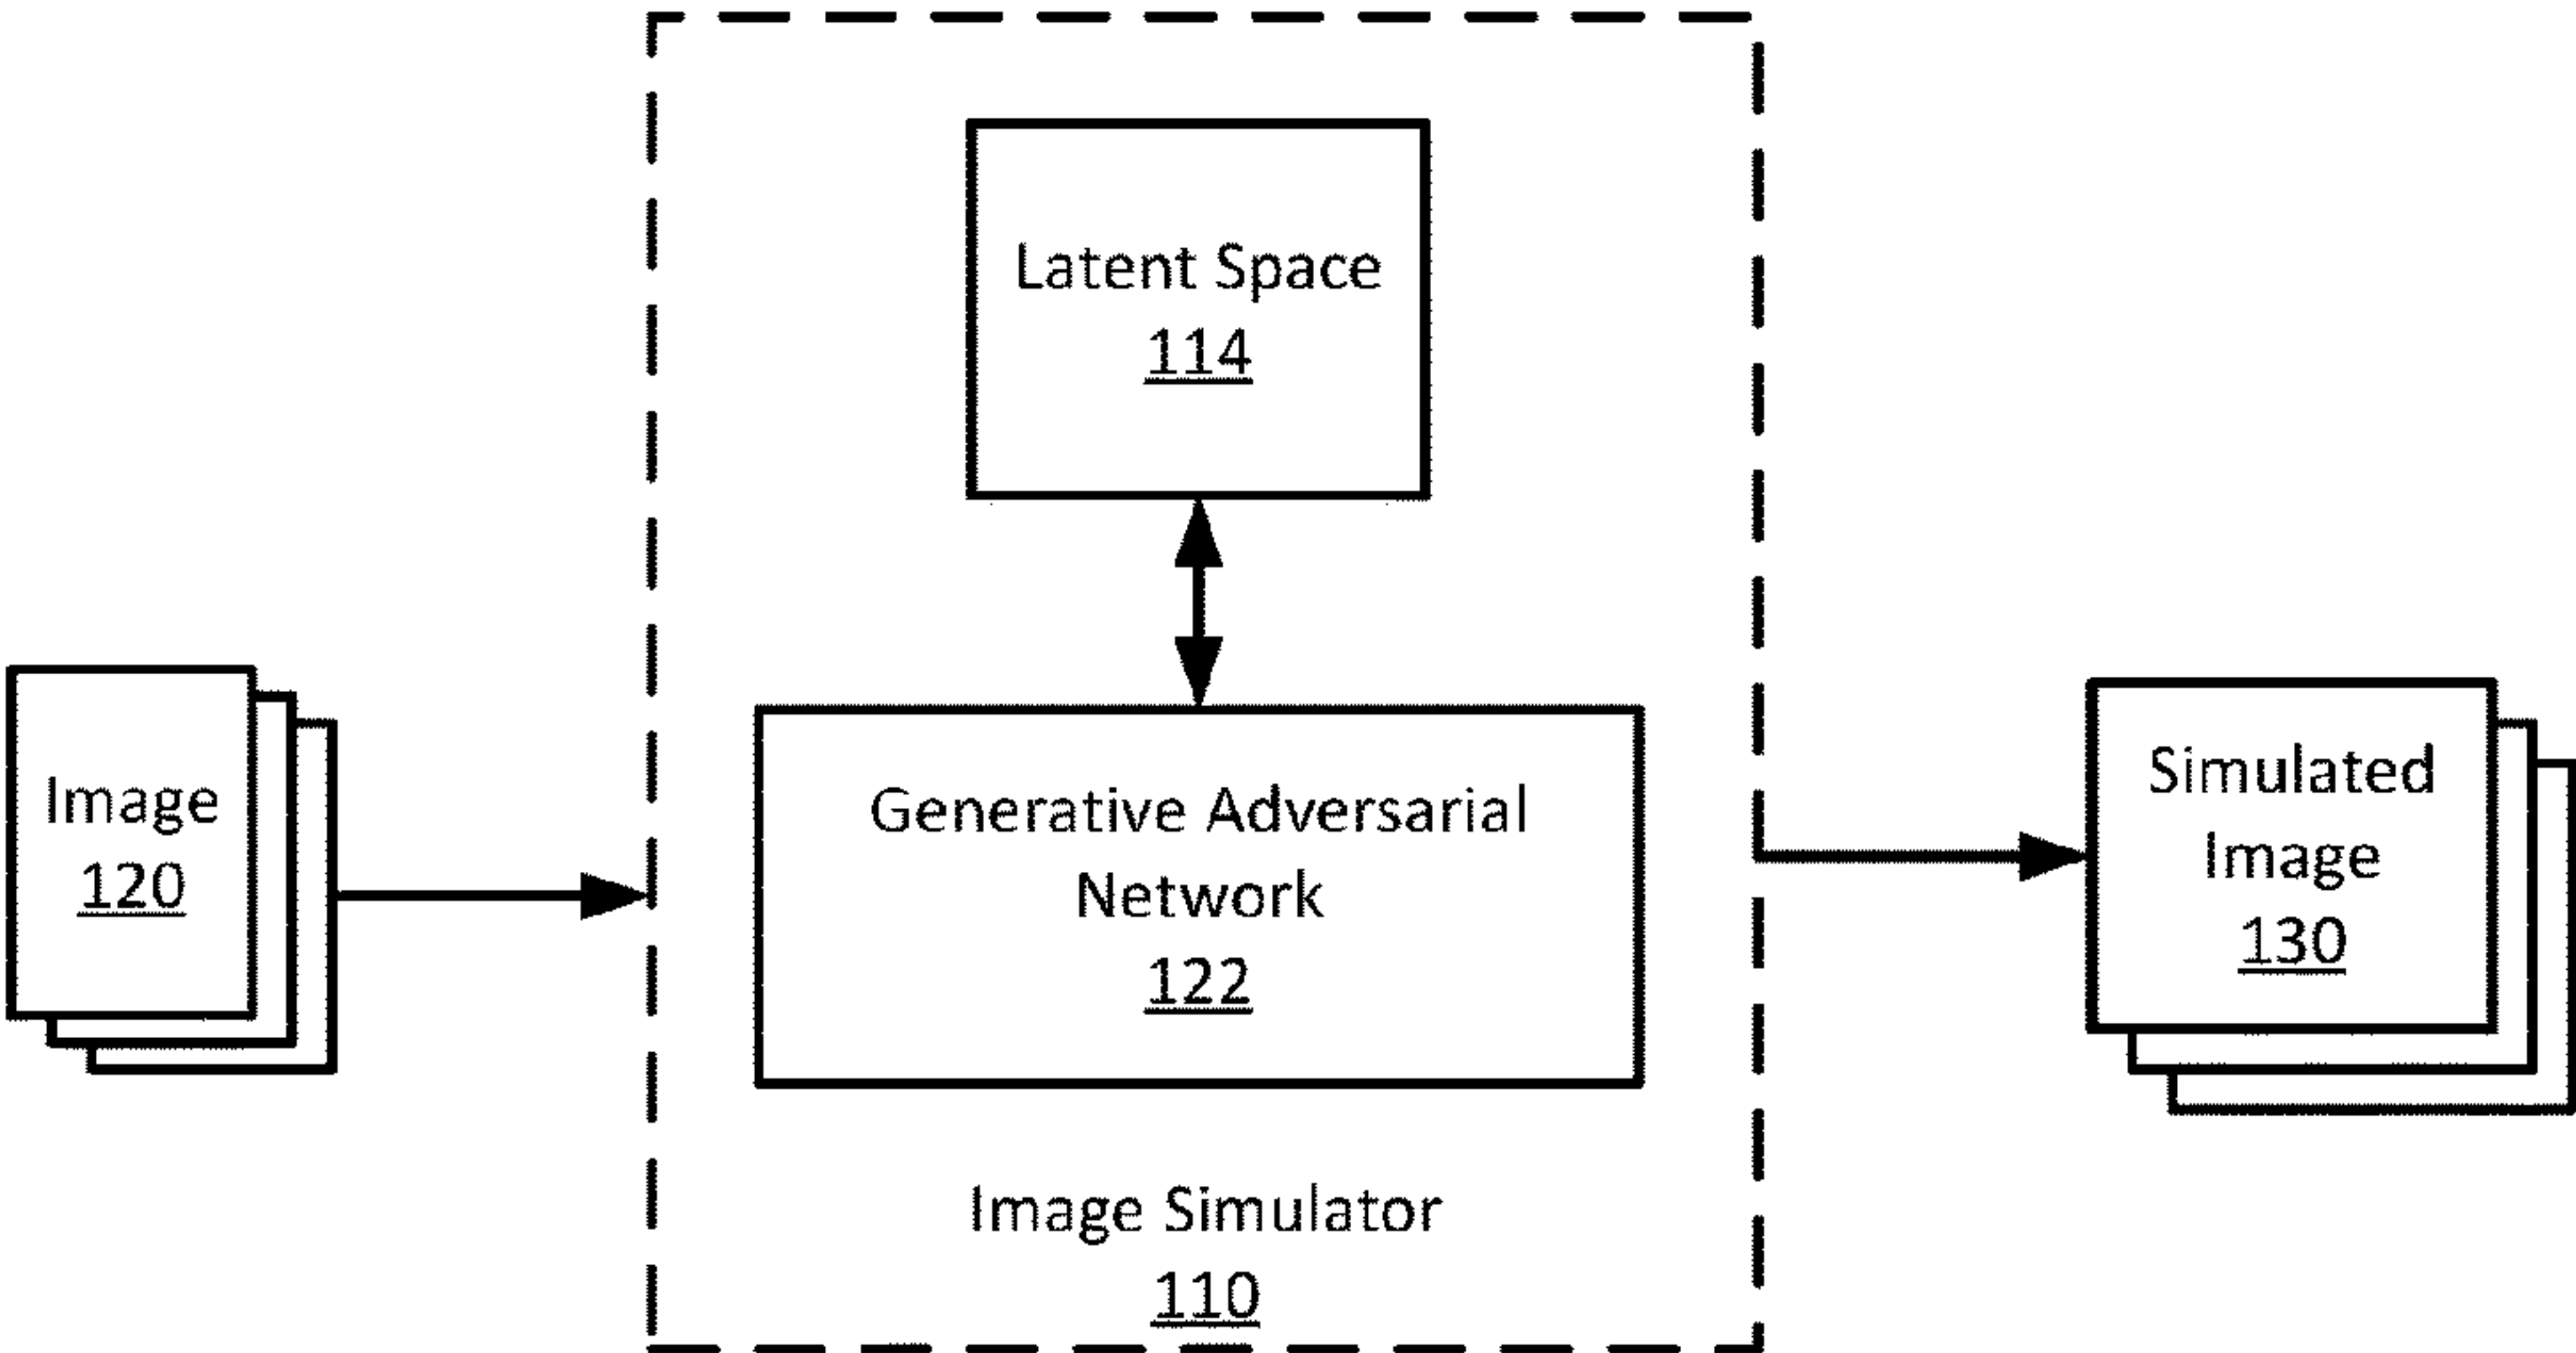 Latent Space
114
Image
120
Generative Adversarial
Network
122
Simulated
Image
130
Image Simulator
110